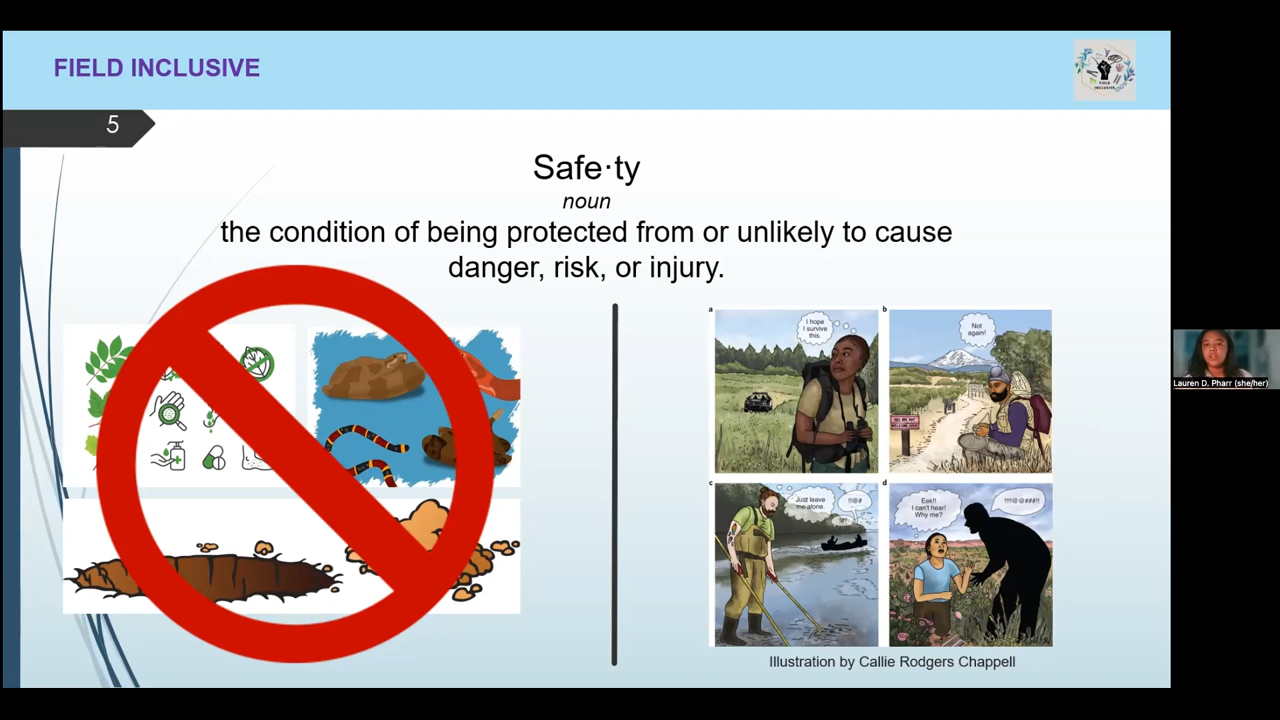 FIELD INCLUSIVE
FIELD
INCLUSIVE
5
Safe·ty
noun
the condition of being protected from or unlikely to cause
danger, risk, or injury.
a
I hope
I survive
this.
b
Not
again!
c
Just leave
me alone.
!!@#
!#!
d
Eek!!
I can't hear!
Why me?
!!!!@@###!!
Illustration by Callie Rodgers Chappell
Lauren D. Pharr (she/her)